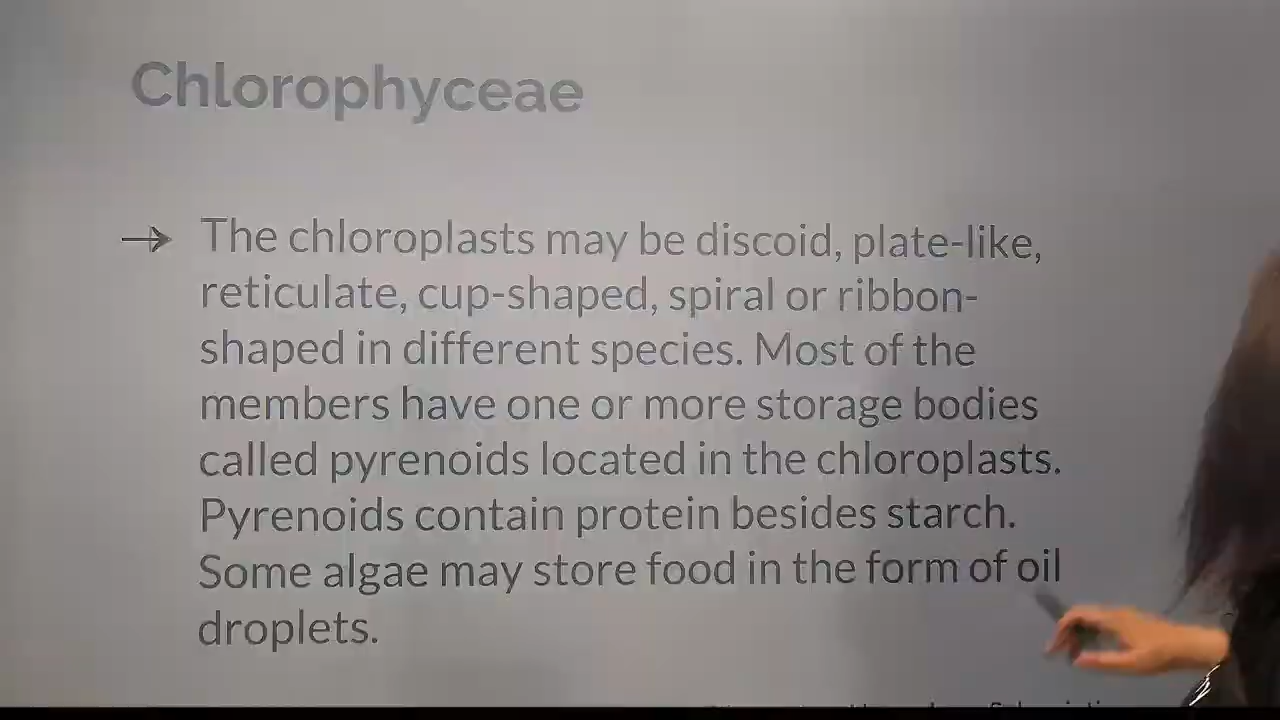 Chlorophyceae
→ The chloroplasts may be discoid, plate-like,
reticulate, cup-shaped, spiral or ribbon-
shaped in different species. Most of the
members have one or more storage bodies
called pyrenoids located in the chloroplasts.
Pyrenoids contain protein besides starch.
Some algae may store food in the form of oil
droplets.